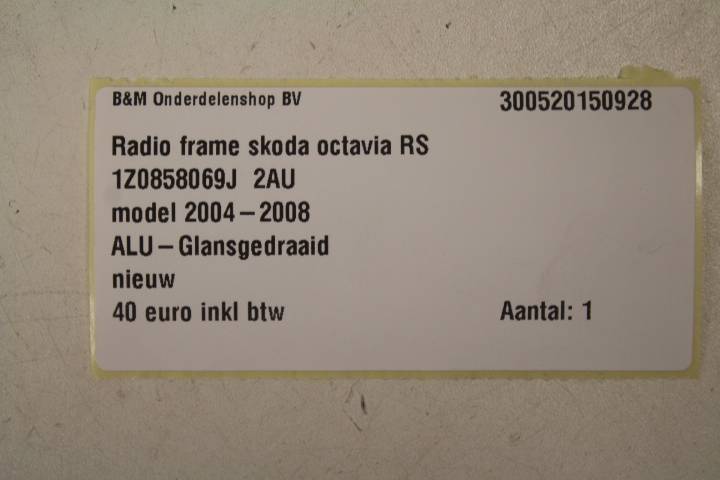 B&M Onderdelenshop BV 300520150928
Radio frame skoda octavia RS
1Z0858069J 2AU
model 2004-2008
ALU-Glansgedraaid
nieuw
40 euro inkl btw Aantal: 1